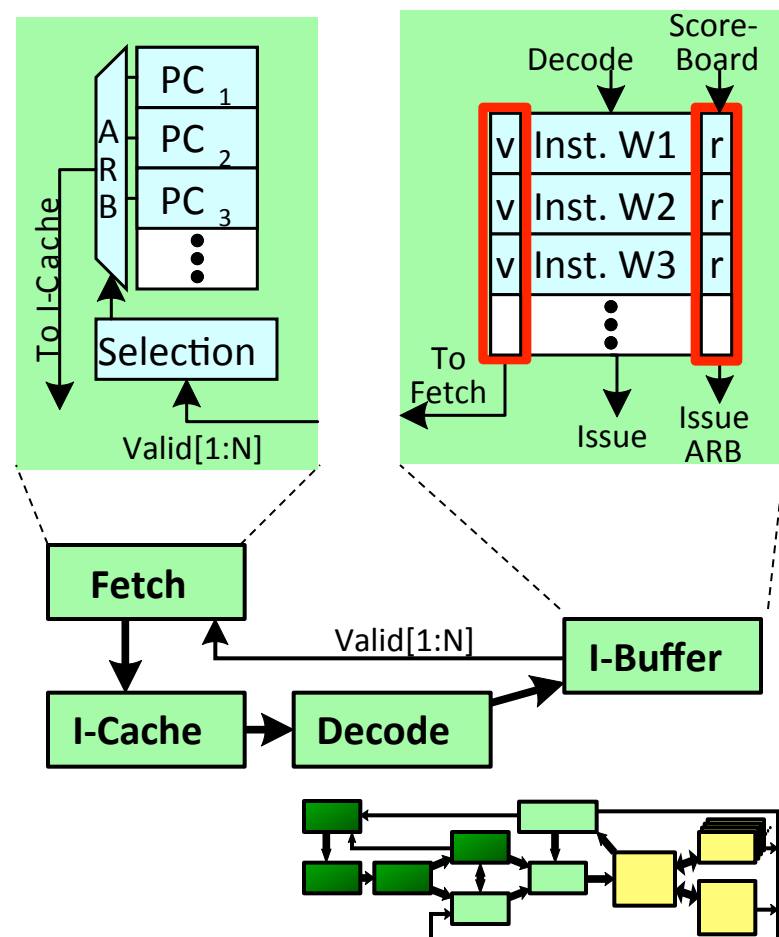 A
R
B
PC 1
PC 2
PC 3
To I-Cache
Selection
Valid[1:N]
Score-
Board
Decode
v Inst. W1 r
v Inst. W2 r
v Inst. W3 r
To
Fetch
Issue
Issue
ARB
Fetch
Valid[1:N]
I-Buffer
I-Cache
Decode